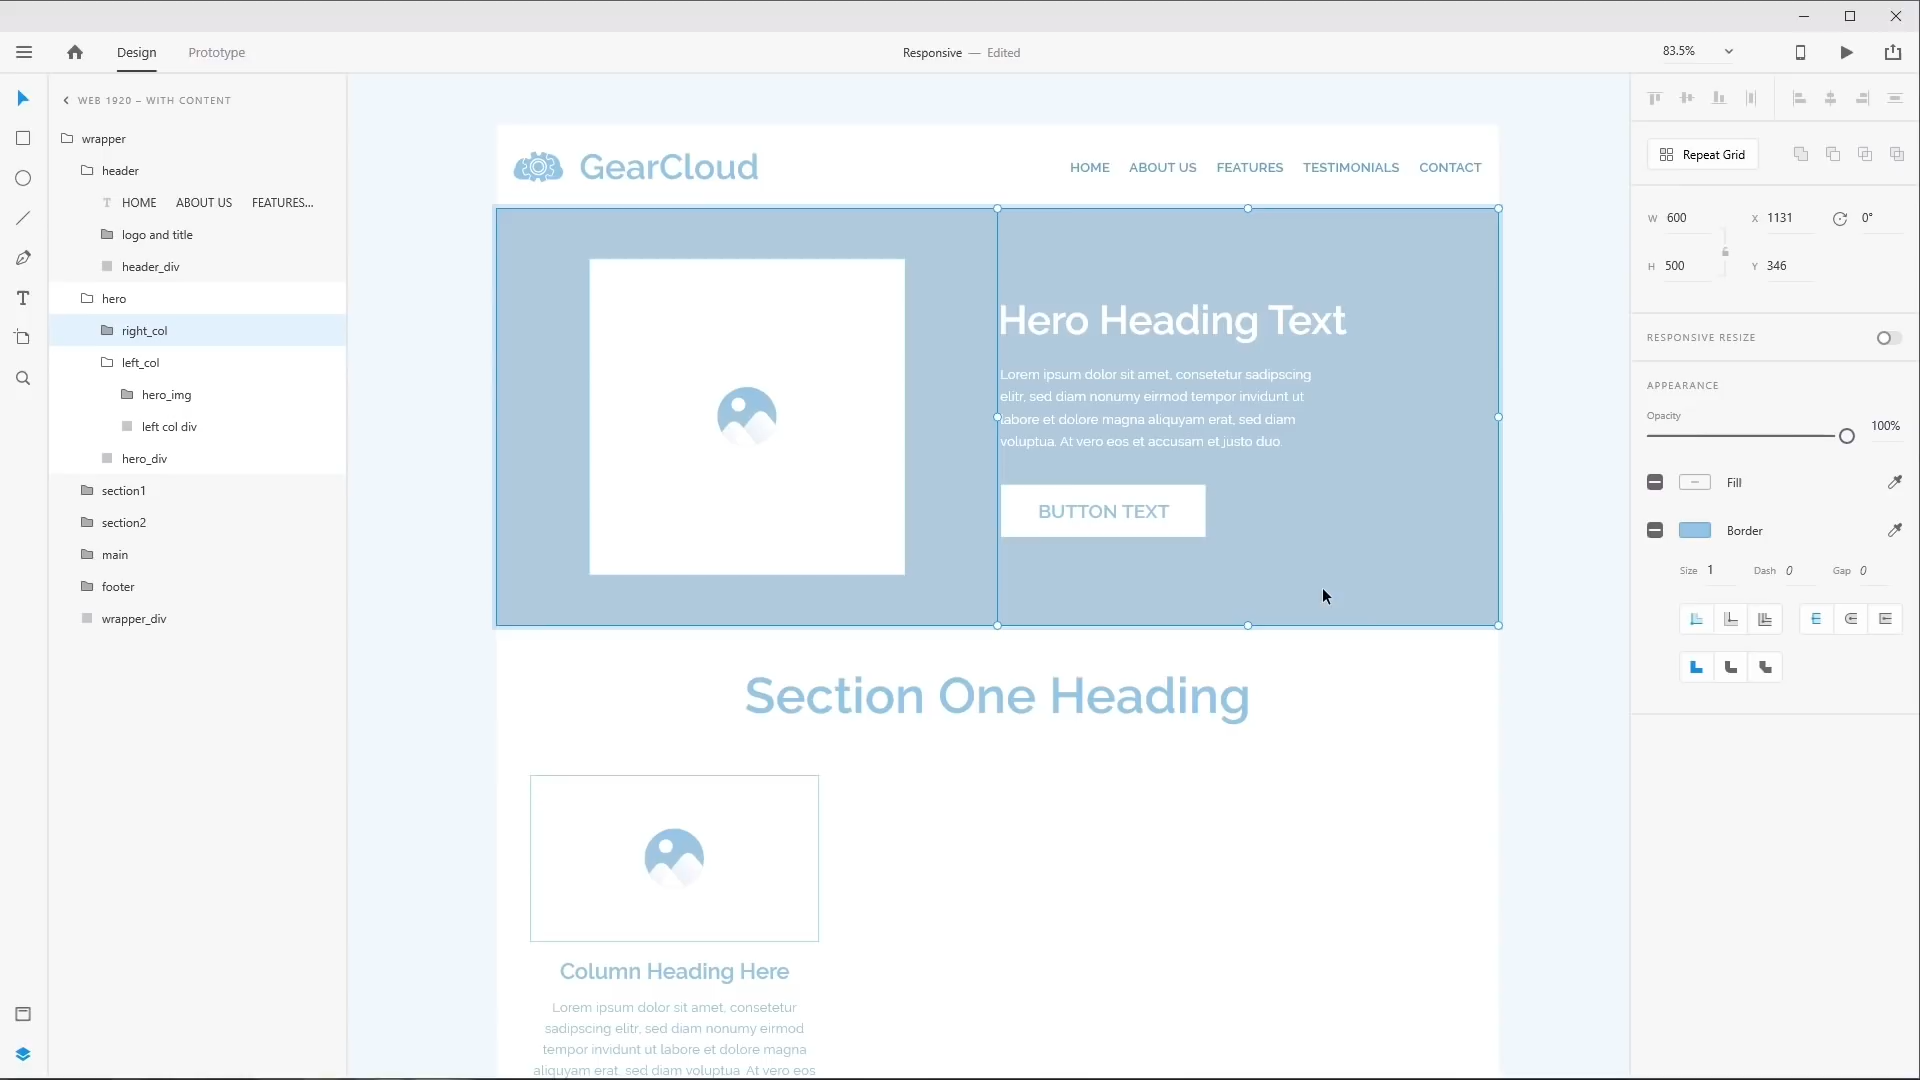 Design Prototype
Responsive — Edited
83.5%
WEB 1920 – WITH CONTENT
wrapper
header
T HOME ABOUT US FEATURES...
logo and title
header_div
hero
right_col
left_col
hero_img
left col div
hero_div
section1
section2
main
footer
wrapper_div
GearCloud
HOME ABOUT US FEATURES TESTIMONIALS CONTACT
Hero Heading Text
Lorem ipsum dolor sit amet, consetetur sadipscing
elitr, sed diam nonumy eirmod tempor invidunt ut
labore et dolore magna aliquyam erat, sed diam
voluptua. At vero eos et accusam et justo duo.
BUTTON TEXT
Section One Heading
Column Heading Here
Lorem ipsum dolor sit amet, consetetur
sadipscing elitr, sed diam nonumy eirmod
tempor invidunt ut labore et dolore magna
aliquyam erat, sed diam voluptua. At vero eos
Repeat Grid
W 600 X 1131 0°
H 500 Y 346
RESPONSIVE RESIZE
APPEARANCE
Opacity
100%
Fill
Border
Size 1 Dash 0 Gap 0